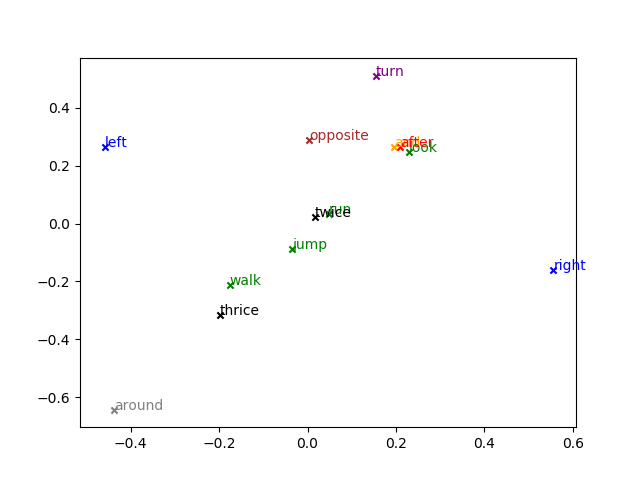 turn
opposite
left
and
after
look
twice
run
jump
right
walk
thrice
around
0.4
0.2
0.0
−0.2
−0.4
−0.6
−0.4
−0.2
0.0
0.2
0.4
0.6